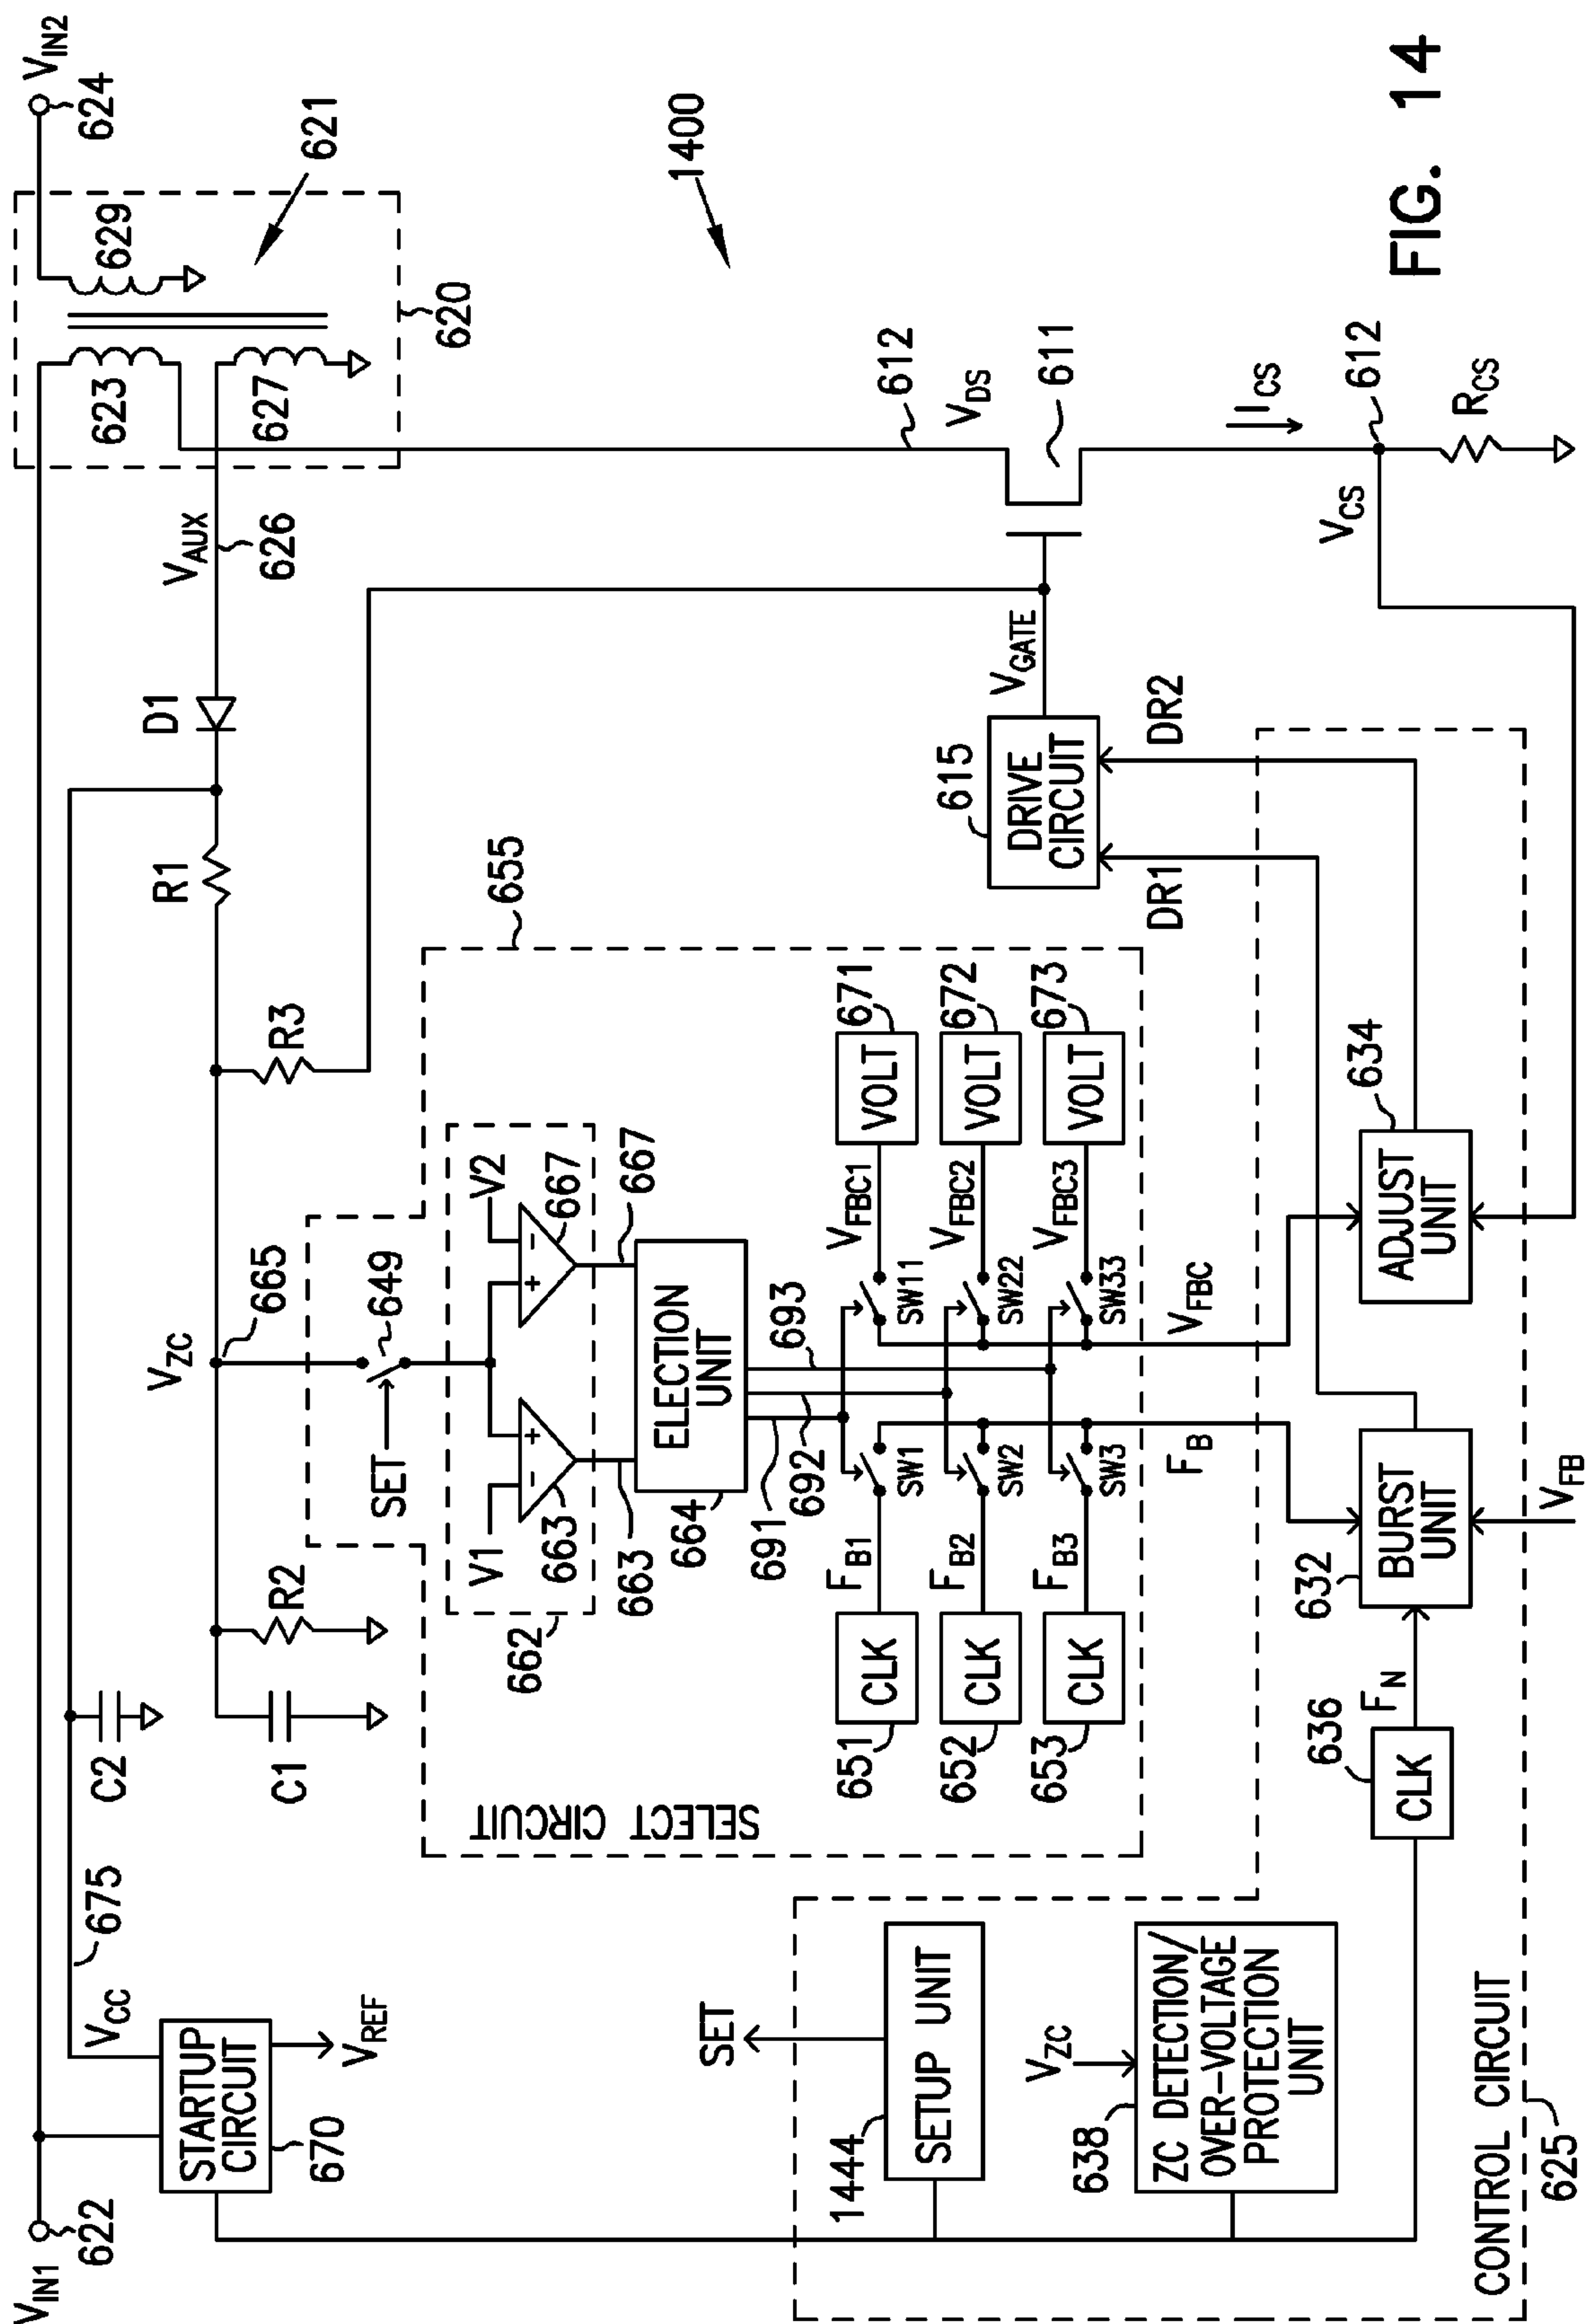 V_IN1
622
V_IN2
624
V_CC
675
STARTUP
CIRCUIT
670
V_REF
C2
C1
R2
V_ZC
665
R3
R1
D1
V_AUX
626
623
627
629
621
620
1400
SET
649
655
V1
V2
663
667
662
663
667
ELECTION
UNIT
664
691
692
693
SELECT CIRCUIT
CLK
651
F_B1
SW1
SW11
V_FBC1
VOLT
671
CLK
652
F_B2
SW2
SW22
V_FBC2
VOLT
672
CLK
653
F_B3
SW3
SW33
V_FBC3
VOLT
673
F_B
V_FBC
615
DRIVE
CIRCUIT
V_GATE
DR1
DR2
612
V_DS
611
I_CS
612
V_CS
R_CS
SET
1444
SETUP UNIT
V_ZC
638
ZC DETECTION/
OVER-VOLTAGE
PROTECTION
UNIT
636
CLK
F_N
632
BURST
UNIT
V_FB
634
ADJUST
UNIT
CONTROL CIRCUIT
625
FIG. 14